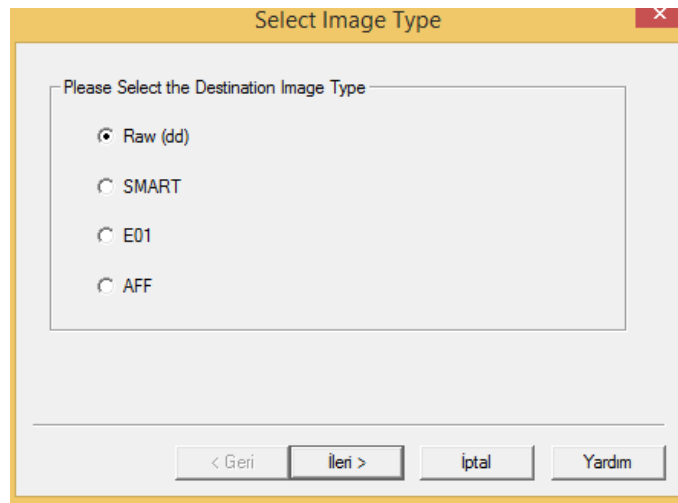 Select Image Type
Please Select the Destination Image Type
Raw (dd)
SMART
E01
AFF
< Geri İleri > İptal Yardım